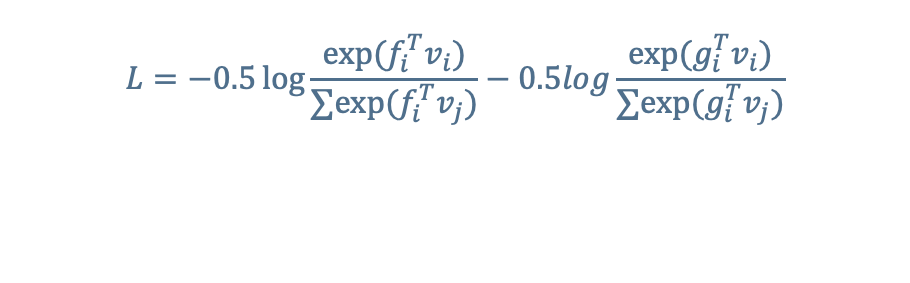 L = −0.5 log exp(f_i^T v_i) / ∑exp(f_i^T v_j) − 0.5log exp(g_i^T v_i) / ∑exp(g_i^T v_j)